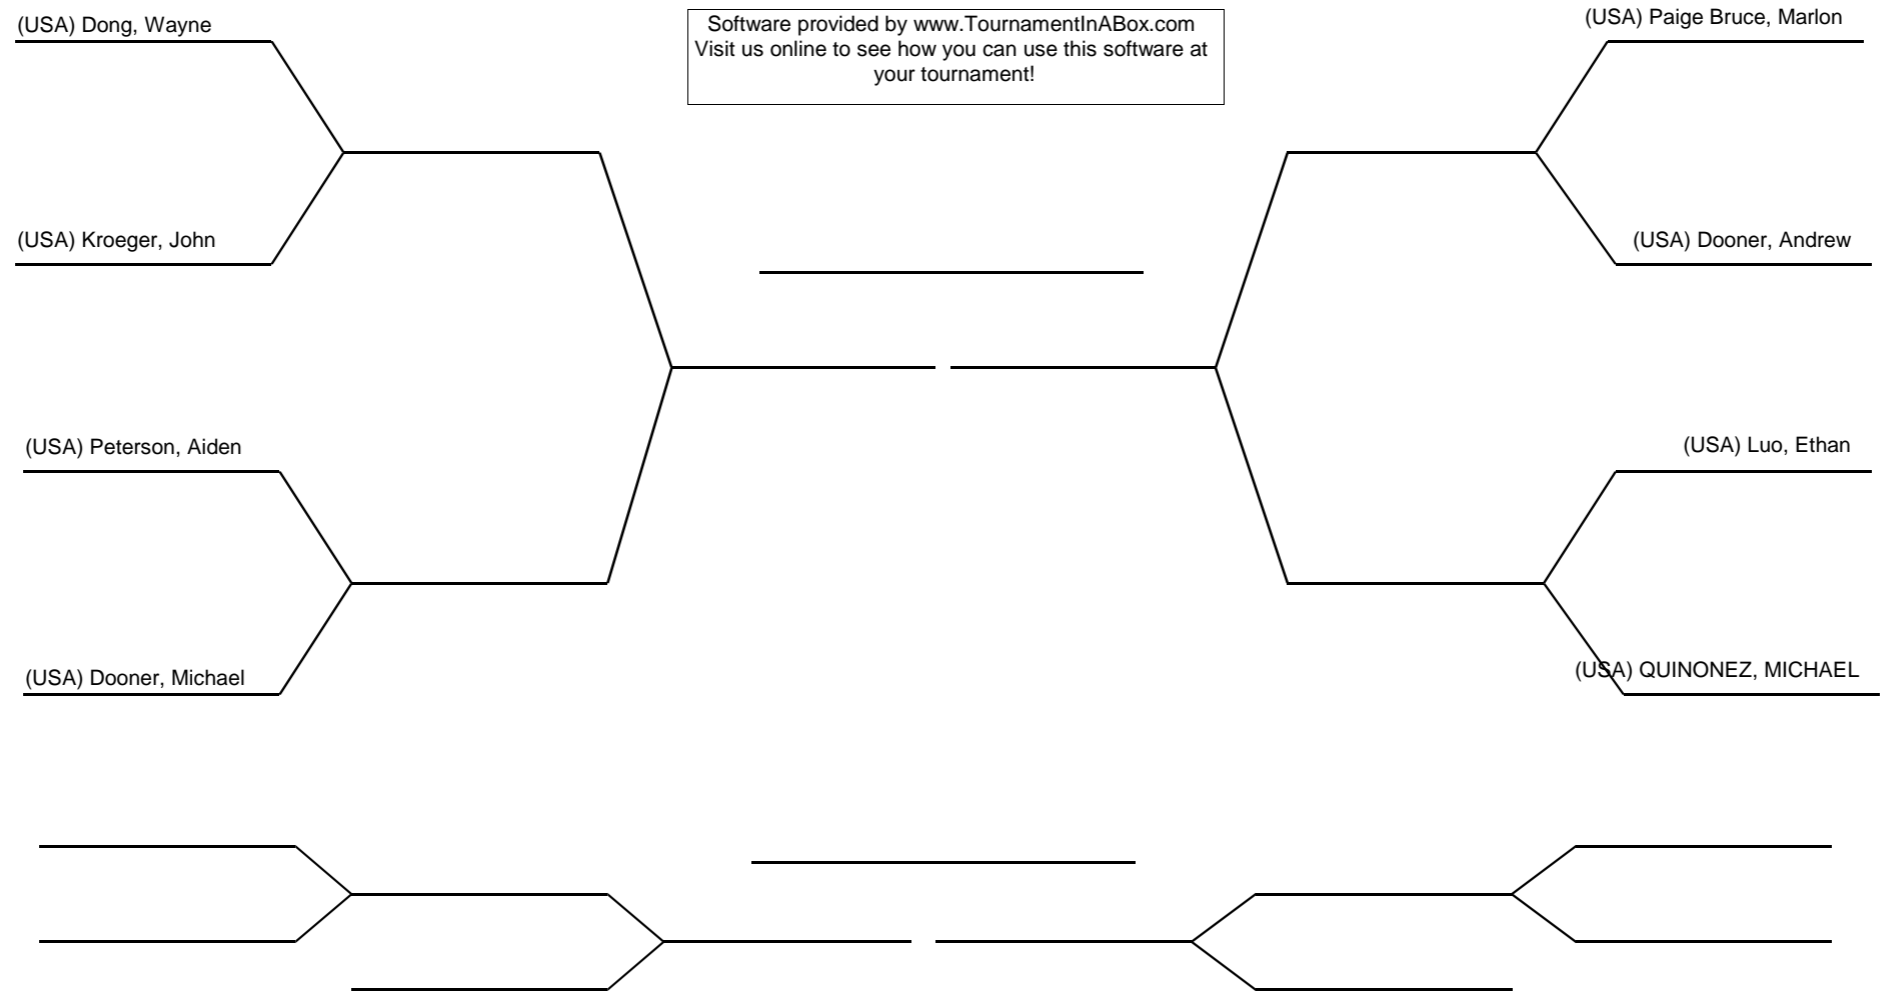 (USA) Dong, Wayne
Software provided by www.TournamentInABox.com
Visit us online to see how you can use this software at
your tournament!
(USA) Paige Bruce, Marlon
(USA) Kroeger, John
(USA) Dooner, Andrew
(USA) Peterson, Aiden
(USA) Luo, Ethan
(USA) Dooner, Michael
(USA) QUINONEZ, MICHAEL